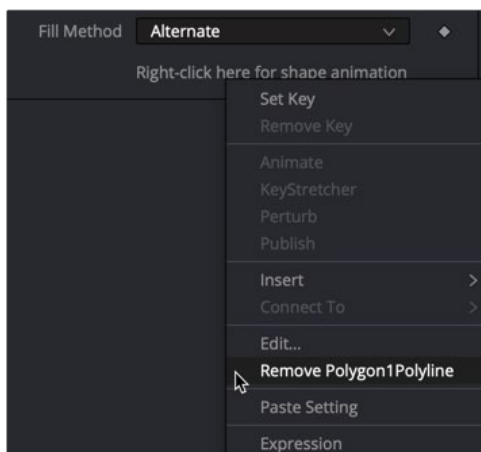 Fill Method Alternate
Right-click here for shape animation
Set Key
Remove Key
Animate
KeyStretcher
Perturb
Publish
Insert
Connect To
Edit...
Remove Polygon1Polyline
Paste Setting
Expression